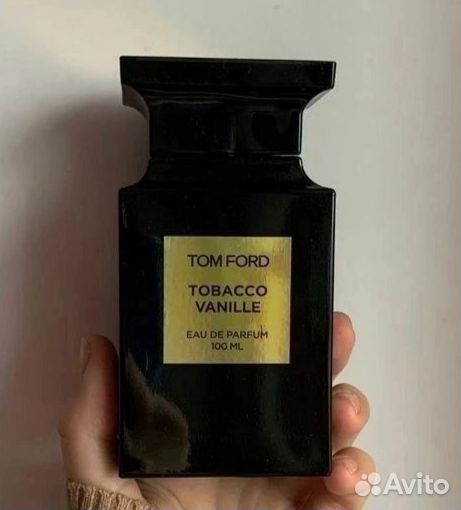 TOM FORD
TOBACCO
VANILLE
EAU DE PARFUM
100 ML
Avito